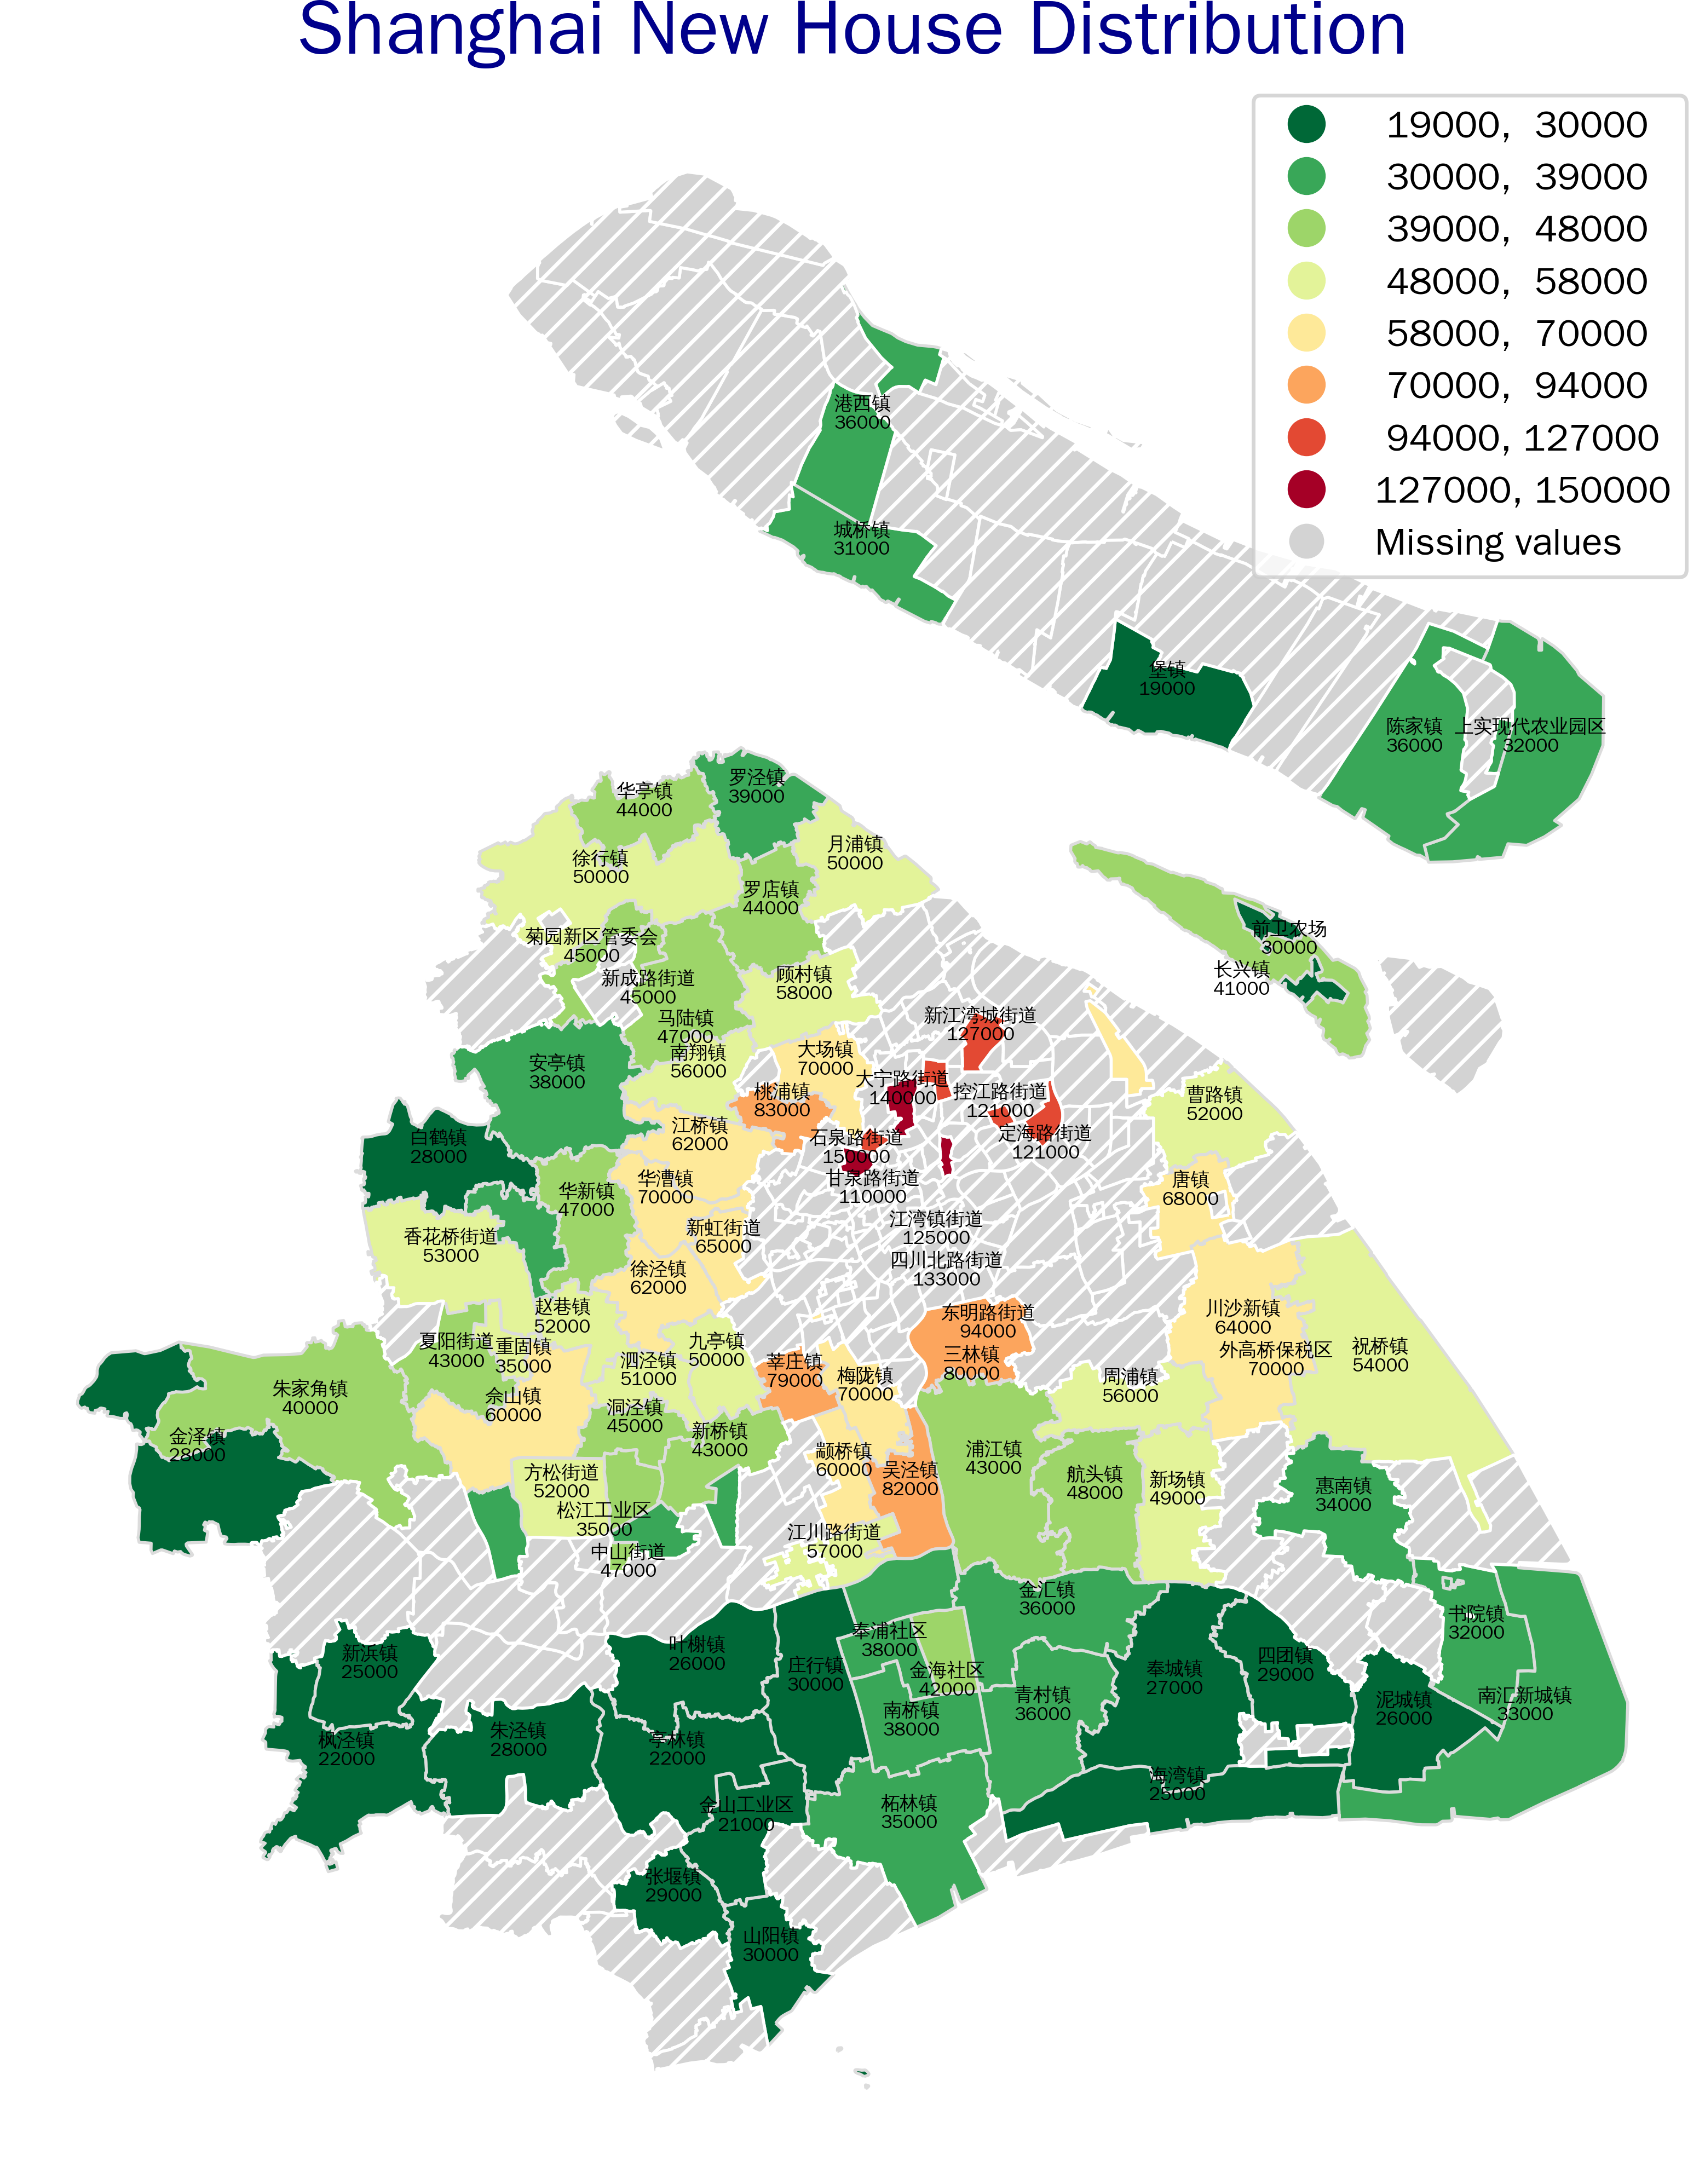 Shanghai New House Distribution
19000, 30000
30000, 39000
39000, 48000
48000, 58000
58000, 70000
70000, 94000
94000, 127000
127000, 150000
Missing values
港西镇
36000
城桥镇
31000
堡镇
19000
陈家镇
36000
上实现代农业园区
32000
罗泾镇
39000
华亭镇
44000
月浦镇
50000
徐行镇
50000
罗店镇
44000
前卫农场
30000
菊园新区管委会
45000
长兴镇
41000
顾村镇
58000
新成路街道
45000
马陆镇
47000
新江湾城街道
127000
南翔镇
56000
大场镇
70000
安亭镇
38000
大宁路街道
140000
桃浦镇
83000
控江路街道
121000
曹路镇
52000
江桥镇
62000
石泉路街道
150000
定海路街道
121000
白鹤镇
28000
华漕镇
70000
甘泉路街道
110000
唐镇
68000
华新镇
47000
新虹街道
65000
江湾镇街道
125000
香花桥街道
53000
四川北路街道
133000
徐泾镇
62000
赵巷镇
52000
东明路街道
94000
川沙新镇
64000
夏阳街道
43000
重固镇
35000
九亭镇
50000
外高桥保税区
70000
祝桥镇
54000
泗泾镇
51000
莘庄镇
79000
三林镇
80000
梅陇镇
70000
周浦镇
56000
朱家角镇
40000
佘山镇
60000
洞泾镇
45000
新桥镇
43000
金泽镇
28000
颛桥镇
60000
浦江镇
43000
吴泾镇
82000
方松街道
52000
航头镇
48000
新场镇
49000
惠南镇
34000
松江工业区
35000
江川路街道
57000
中山街道
47000
金汇镇
36000
书院镇
32000
奉浦社区
38000
叶榭镇
26000
新浜镇
25000
庄行镇
30000
金海社区
42000
奉城镇
27000
四团镇
29000
青村镇
36000
南桥镇
38000
泥城镇
26000
南汇新城镇
33000
枫泾镇
22000
朱泾镇
28000
亭林镇
22000
海湾镇
25000
金山工业区
21000
柘林镇
35000
张堰镇
29000
山阳镇
30000